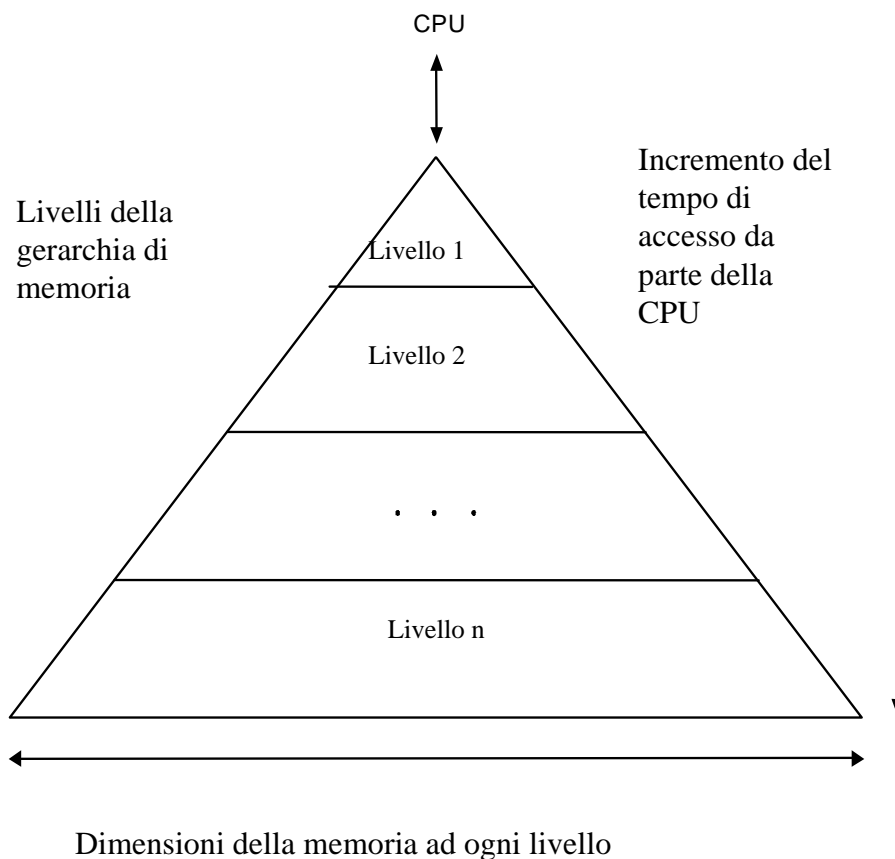 CPU
Livelli della
gerarchia di
memoria
Incremento del
tempo di
accesso da
parte della
CPU
Livello 1
Livello 2
. . .
Livello n
Dimensioni della memoria ad ogni livello